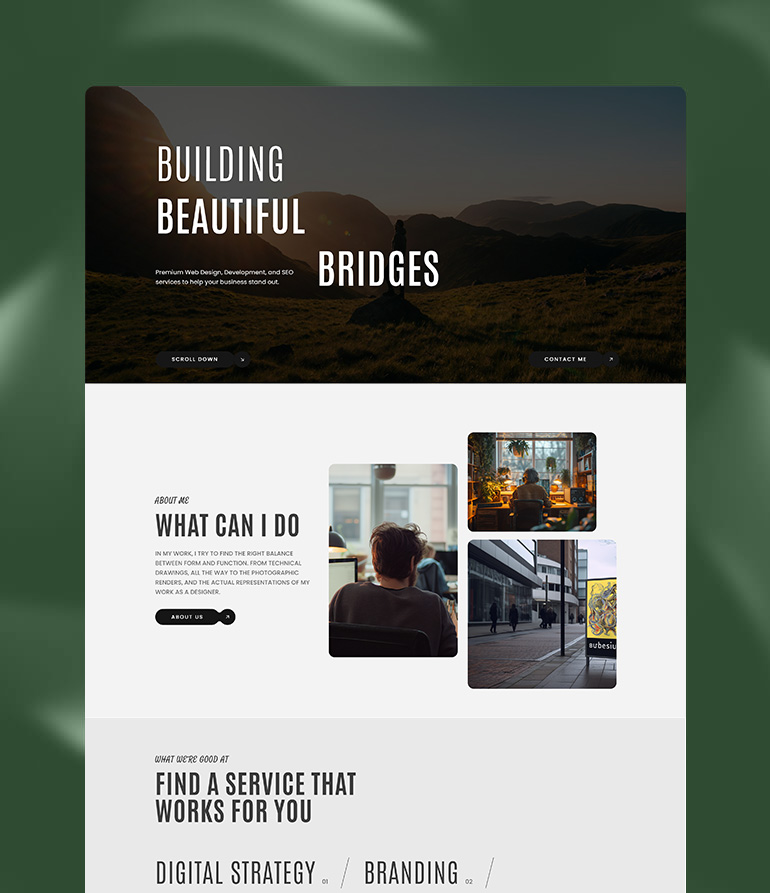 BUILDING
BEAUTIFUL
BRIDGES
Premium Web Design, Development, and SEO
services to help your business stand out.
SCROLL DOWN
CONTACT ME
ABOUT ME
WHAT CAN I DO
IN MY WORK, I TRY TO FIND THE RIGHT BALANCE
BETWEEN FORM AND FUNCTION. FROM TECHNICAL
DRAWINGS, ALL THE WAY TO THE PHOTOGRAPHIC
RENDERS, AND THE ACTUAL REPRESENTATIONS OF MY
WORK AS A DESIGNER.
ABOUT US
WHAT WE'RE GOOD AT
FIND A SERVICE THAT
WORKS FOR YOU
DIGITAL STRATEGY 01
BRANDING 02